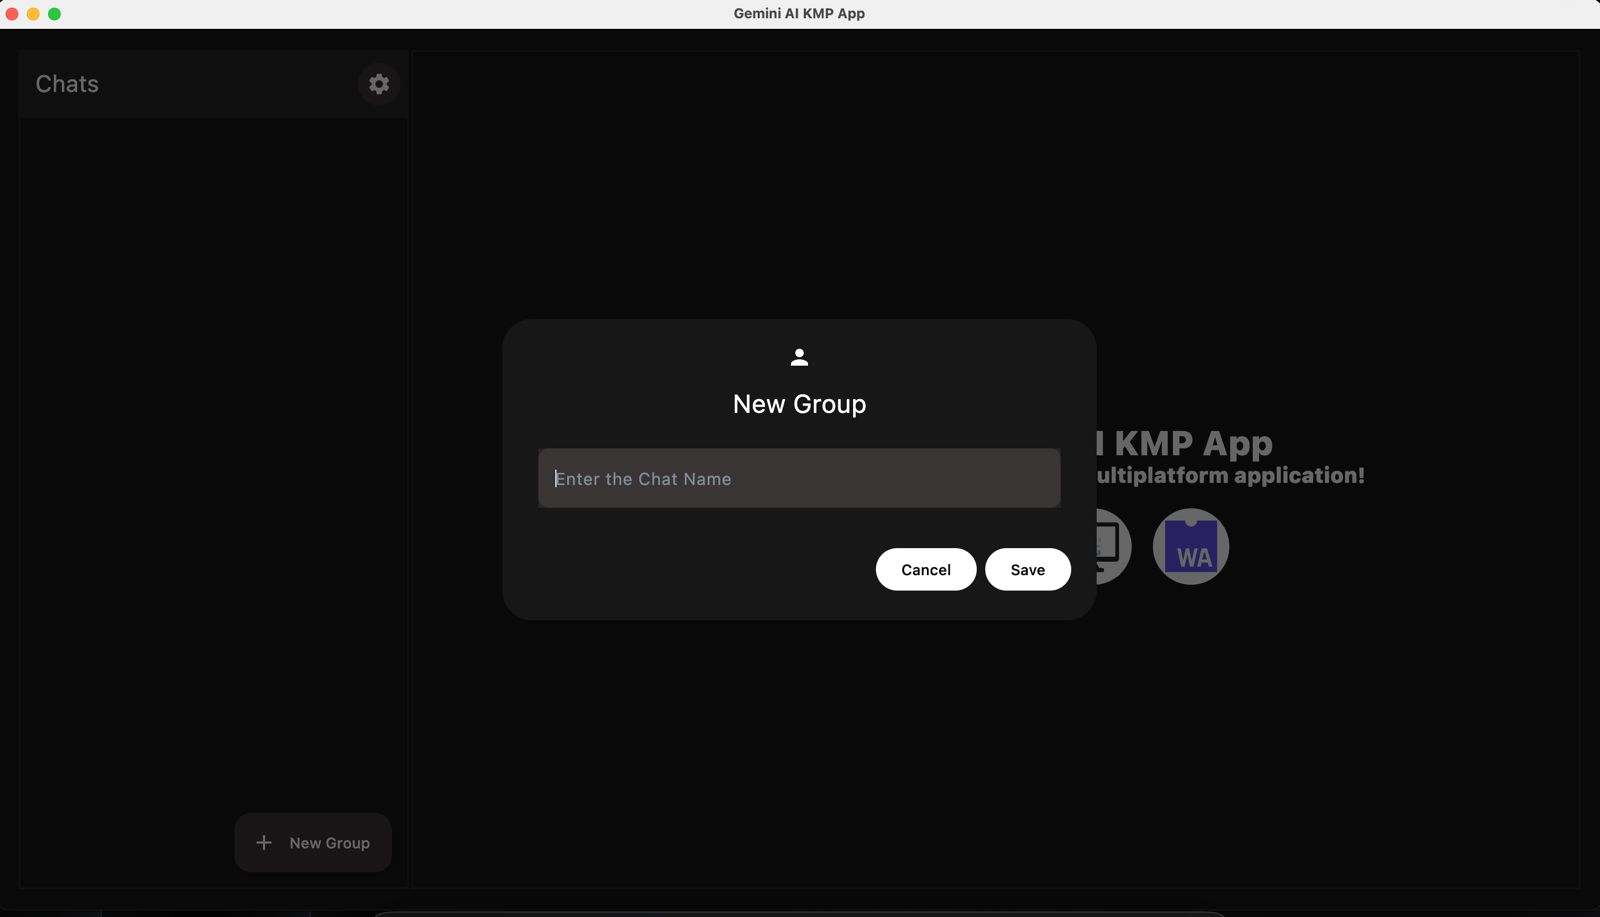 Gemini AI KMP App
Chats
New Group
Enter the Chat Name
Cancel
Save
KMP App
ultiplatform application!
WA
New Group